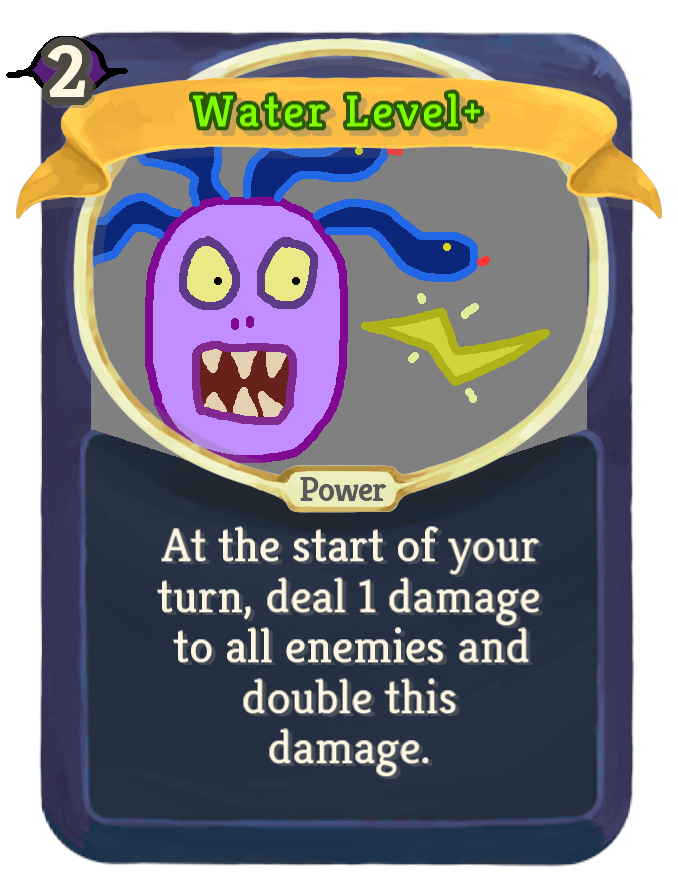 2
Water Level+
Power
At the start of your
turn, deal 1 damage
to all enemies and
double this
damage.